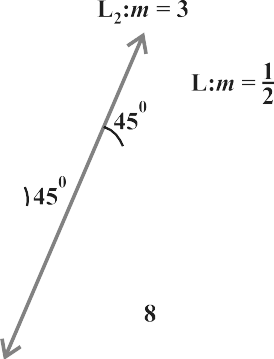 L₂:m = 3
L:m = 1/2
45⁰
)45⁰
8